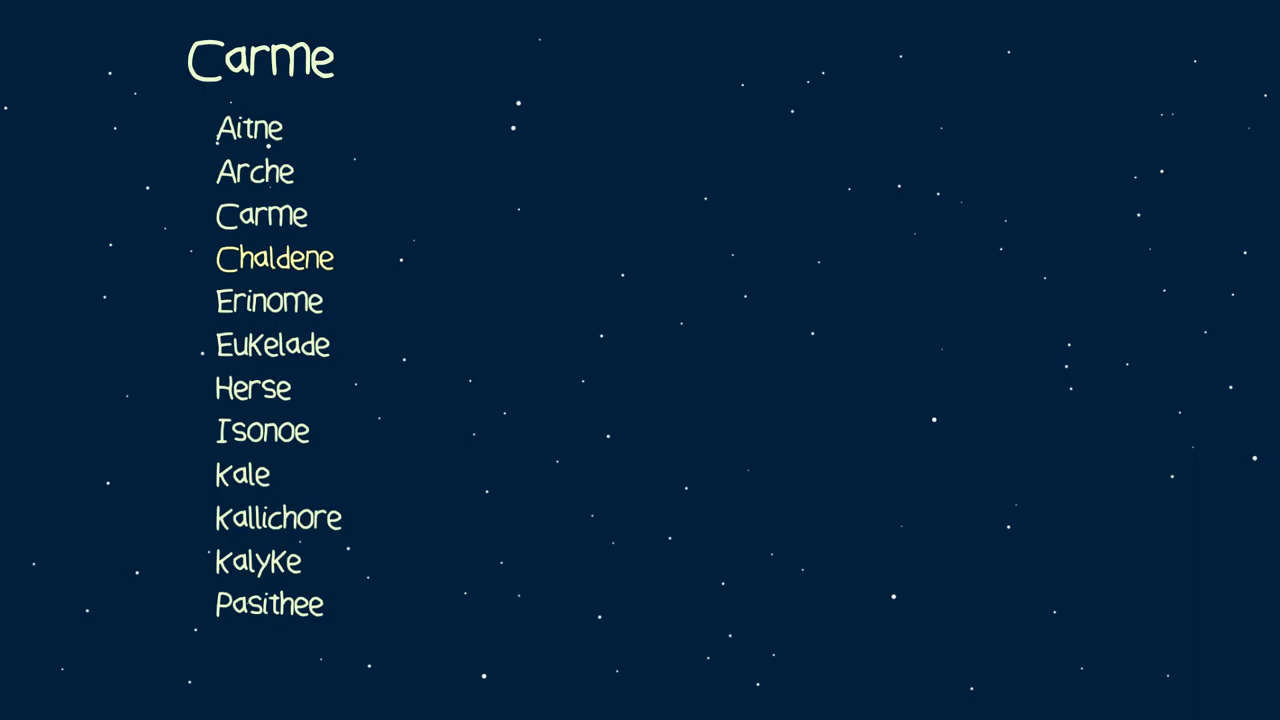 Carme
Aitne
Arche
Carme
Chaldene
Erinome
Eukelade
Herse
Isonoe
Kale
Kallichore
Kalyke
Pasithee